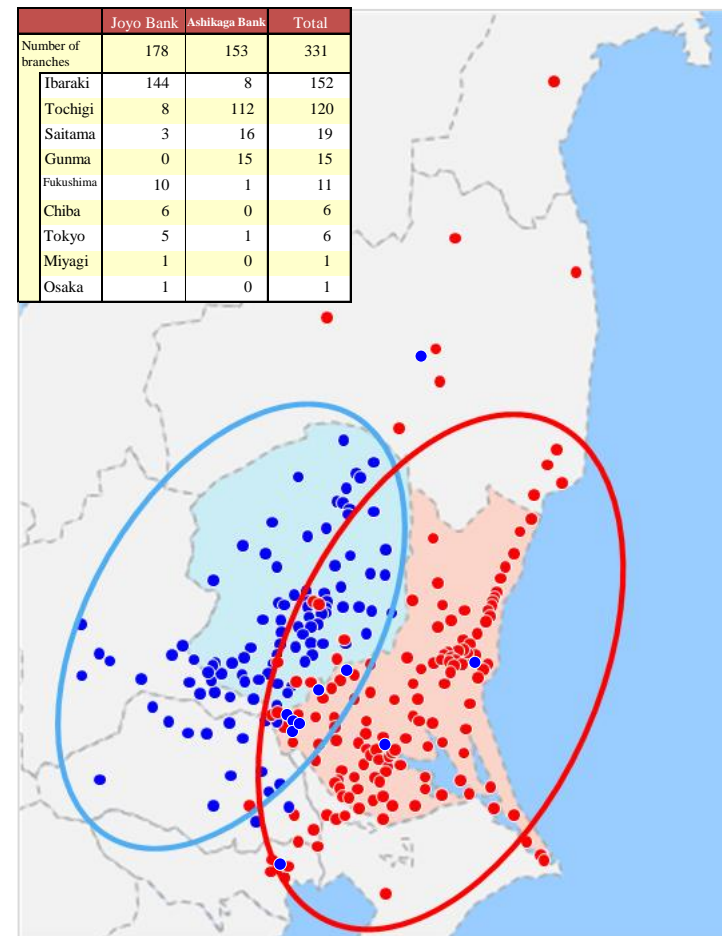 Joyo Bank Ashikaga Bank Total
Number of branches 178 153 331
Ibaraki 144 8 152
Tochigi 8 112 120
Saitama 3 16 19
Gunma 0 15 15
Fukushima 10 1 11
Chiba 6 0 6
Tokyo 5 1 6
Miyagi 1 0 1
Osaka 1 0 1